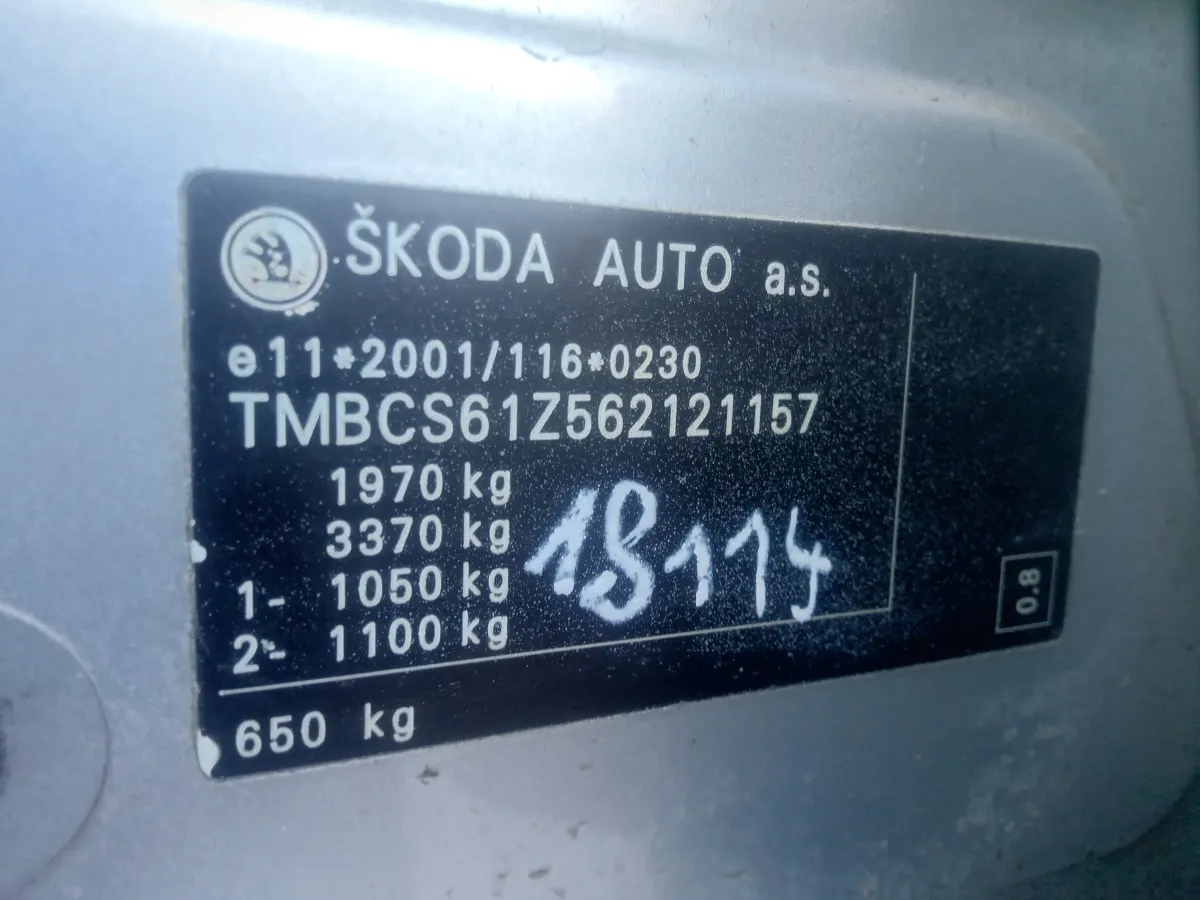 ŠKODA AUTO a.s.
e11*2001/116*0230
TMBCS61Z562121157
1970 kg
3370 kg
1- 1050 kg
2- 1100 kg
18114
0.8
650 kg